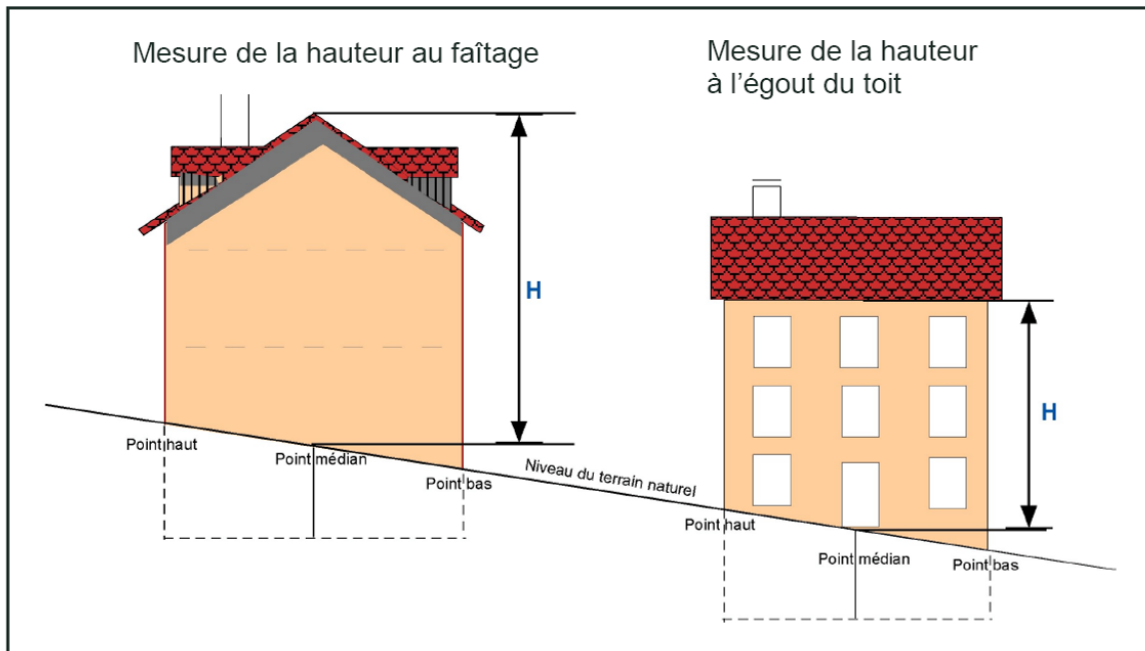 Mesure de la hauteur au faîtage
Mesure de la hauteur
à l'égout du toit
H
H
Point haut
Point médian
Point bas
Niveau du terrain naturel
Point haut
Point médian
Point bas